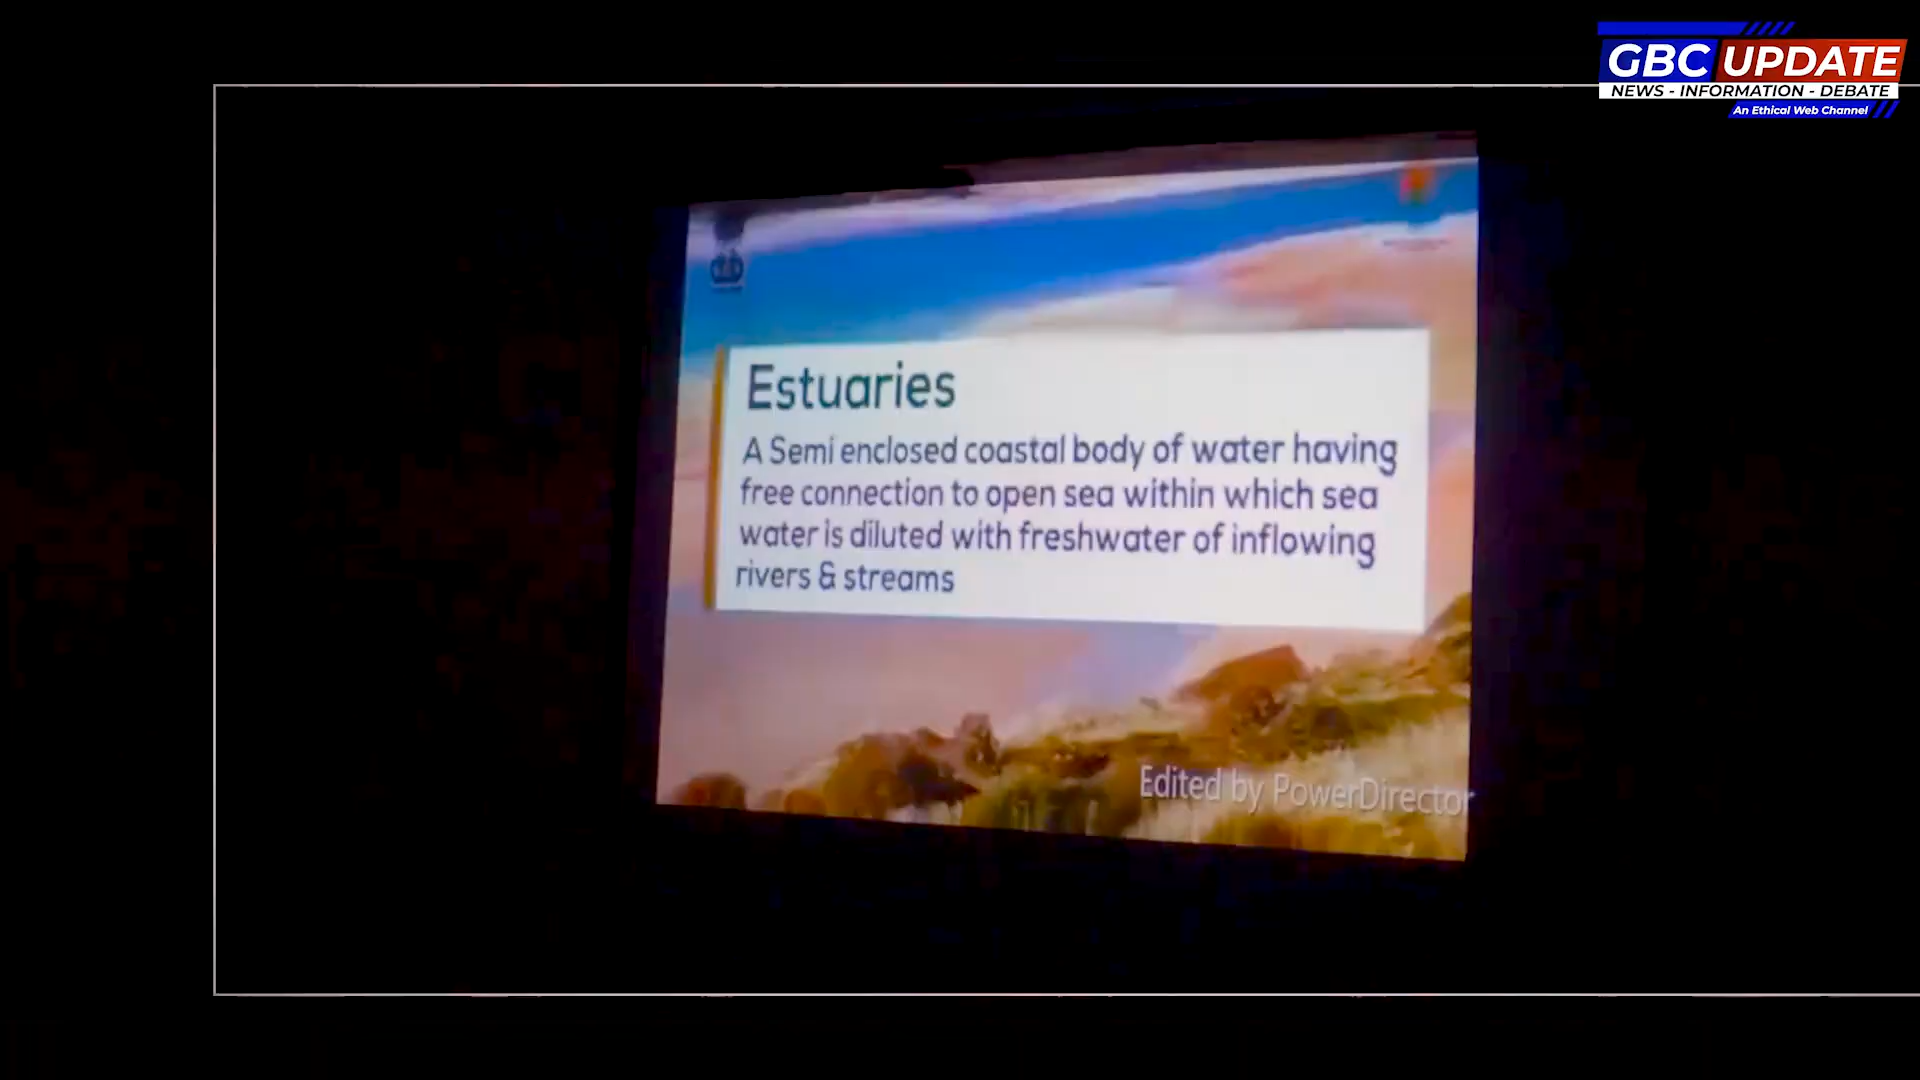 GBC UPDATE
NEWS - INFORMATION - DEBATE
An Ethical Web Channel
Estuaries
A Semi enclosed coastal body of water having
free connection to open sea within which sea
water is diluted with freshwater of inflowing
rivers & streams
Edited by PowerDirector